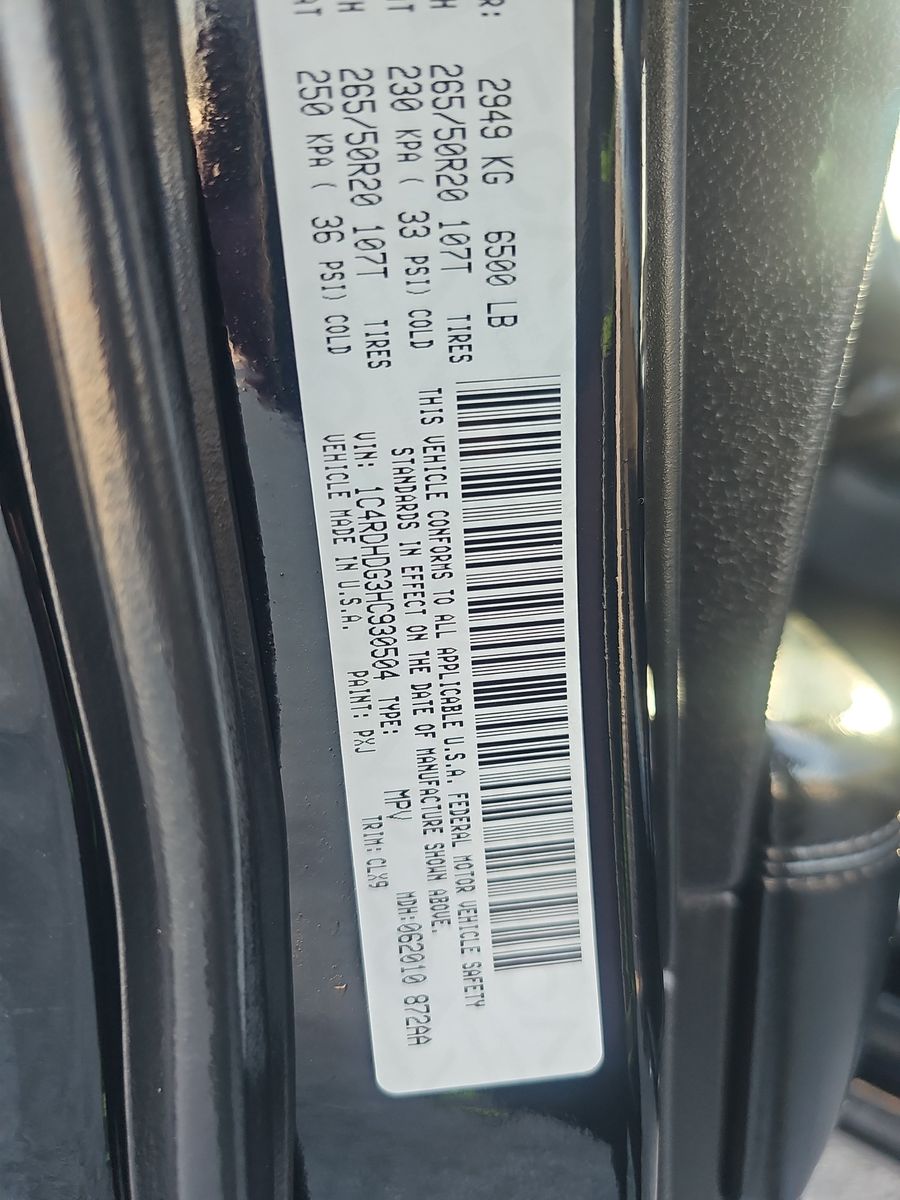 2949 KG 6500 LB
265/50R20 107T TIRES
230 KPA ( 33 PSI) COLD
265/50R20 107T TIRES
250 KPA ( 36 PSI) COLD
THIS VEHICLE CONFORMS TO ALL APPLICABLE U.S.A. FEDERAL MOTOR VEHICLE SAFETY
STANDARDS IN EFFECT ON THE DATE OF MANUFACTURE SHOWN ABOVE.
VIN: 1C4RDHDG3HC930504 TYPE: MPV MDH:062010 872AA
VEHICLE MADE IN U.S.A. PAINT: PXJ TRIM:CLX9